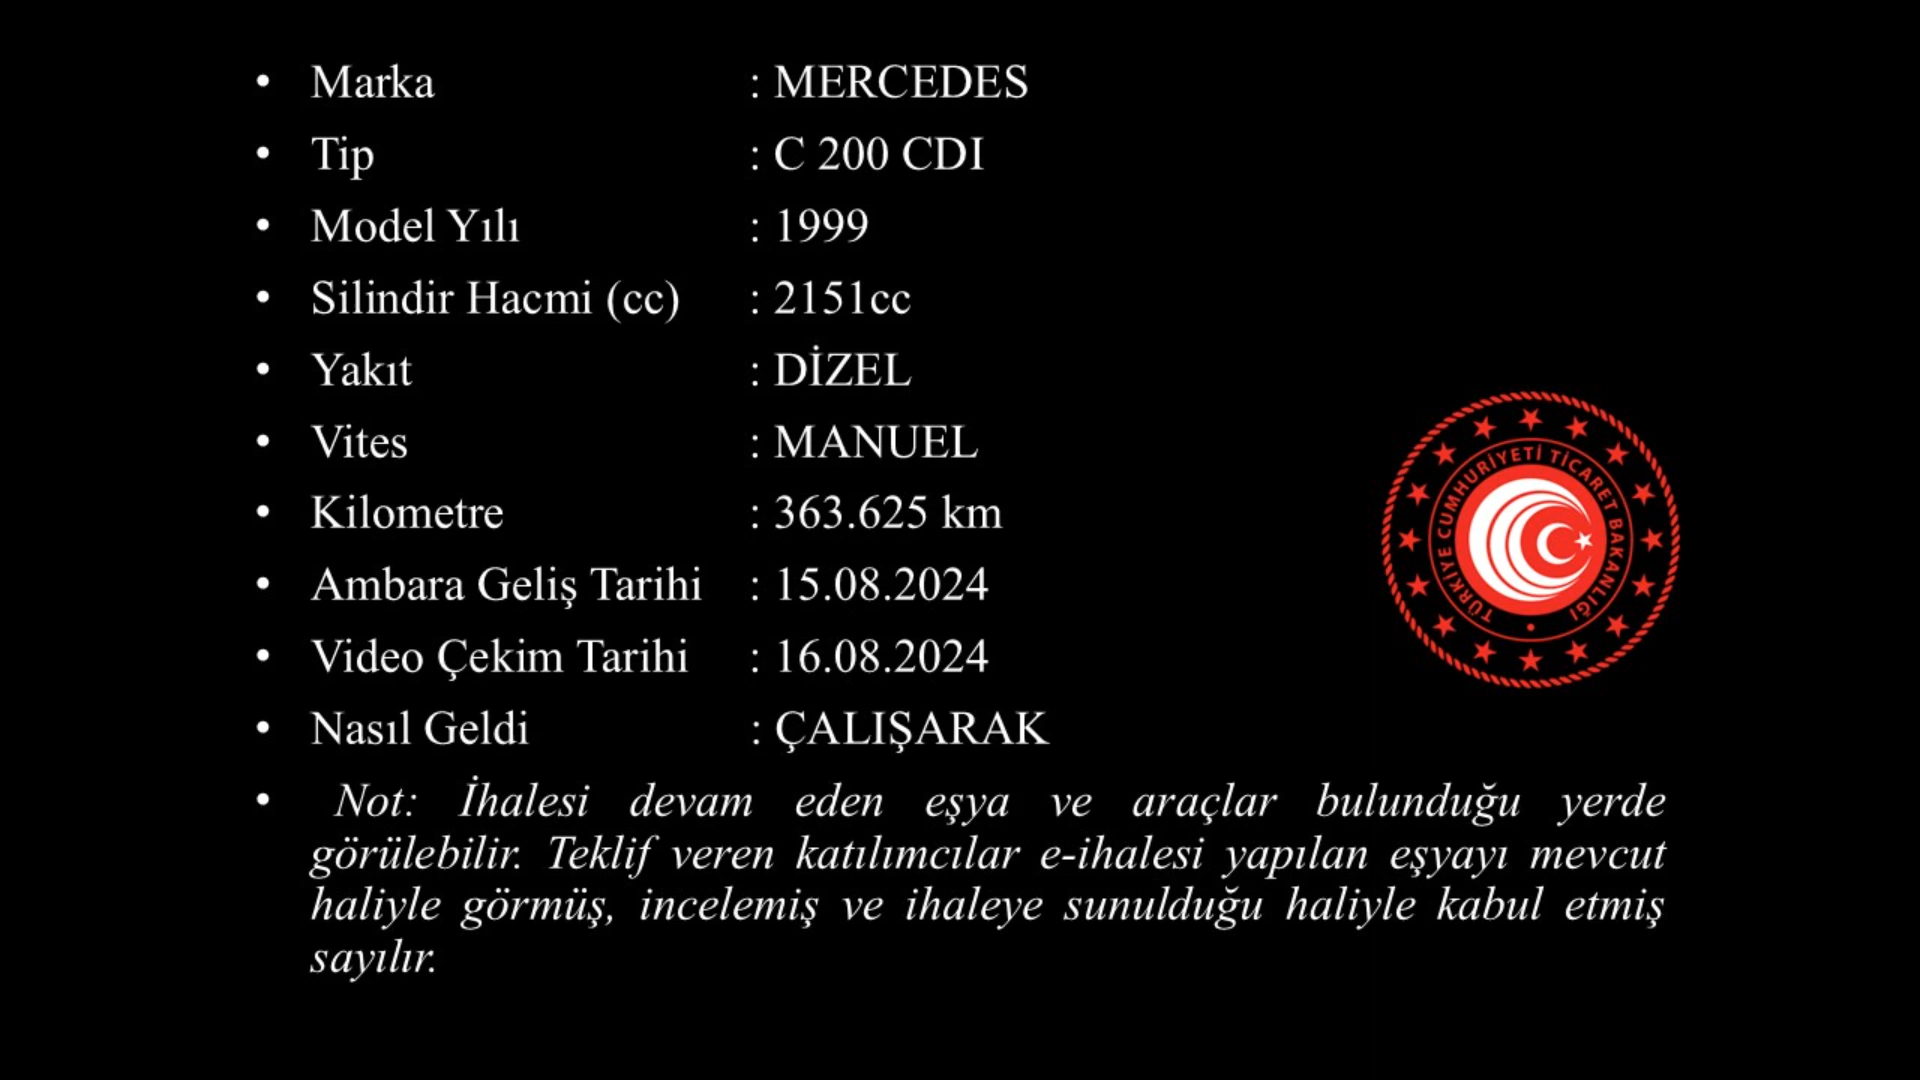 • Marka : MERCEDES
• Tip : C 200 CDI
• Model Yılı : 1999
• Silindir Hacmi (cc) : 2151cc
• Yakıt : DİZEL
• Vites : MANUEL
• Kilometre : 363.625 km
• Ambara Geliş Tarihi : 15.08.2024
• Video Çekim Tarihi : 16.08.2024
• Nasıl Geldi : ÇALIŞARAK
• Not: İhalesi devam eden eşya ve araçlar bulunduğu yerde
görülebilir. Teklif veren katılımcılar e-ihalesi yapılan eşyayı mevcut
haliyle görmüş, incelemiş ve ihaleye sunulduğu haliyle kabul etmiş
sayılır.
TÜRKİYE CUMHURİYETİ TİCARET BAKANLIĞI